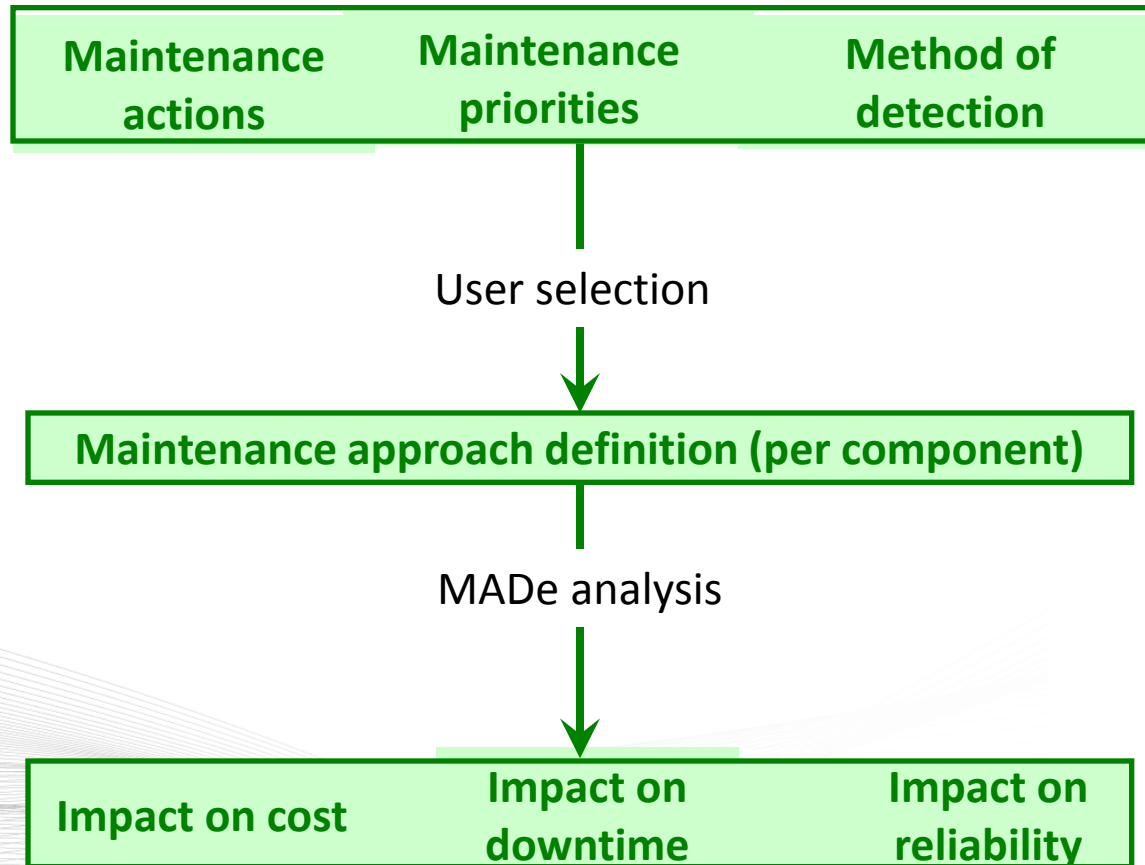 Maintenance
actions
Maintenance
priorities
Method of
detection
User selection
Maintenance approach definition (per component)
MADe analysis
Impact on cost
Impact on
downtime
Impact on
reliability